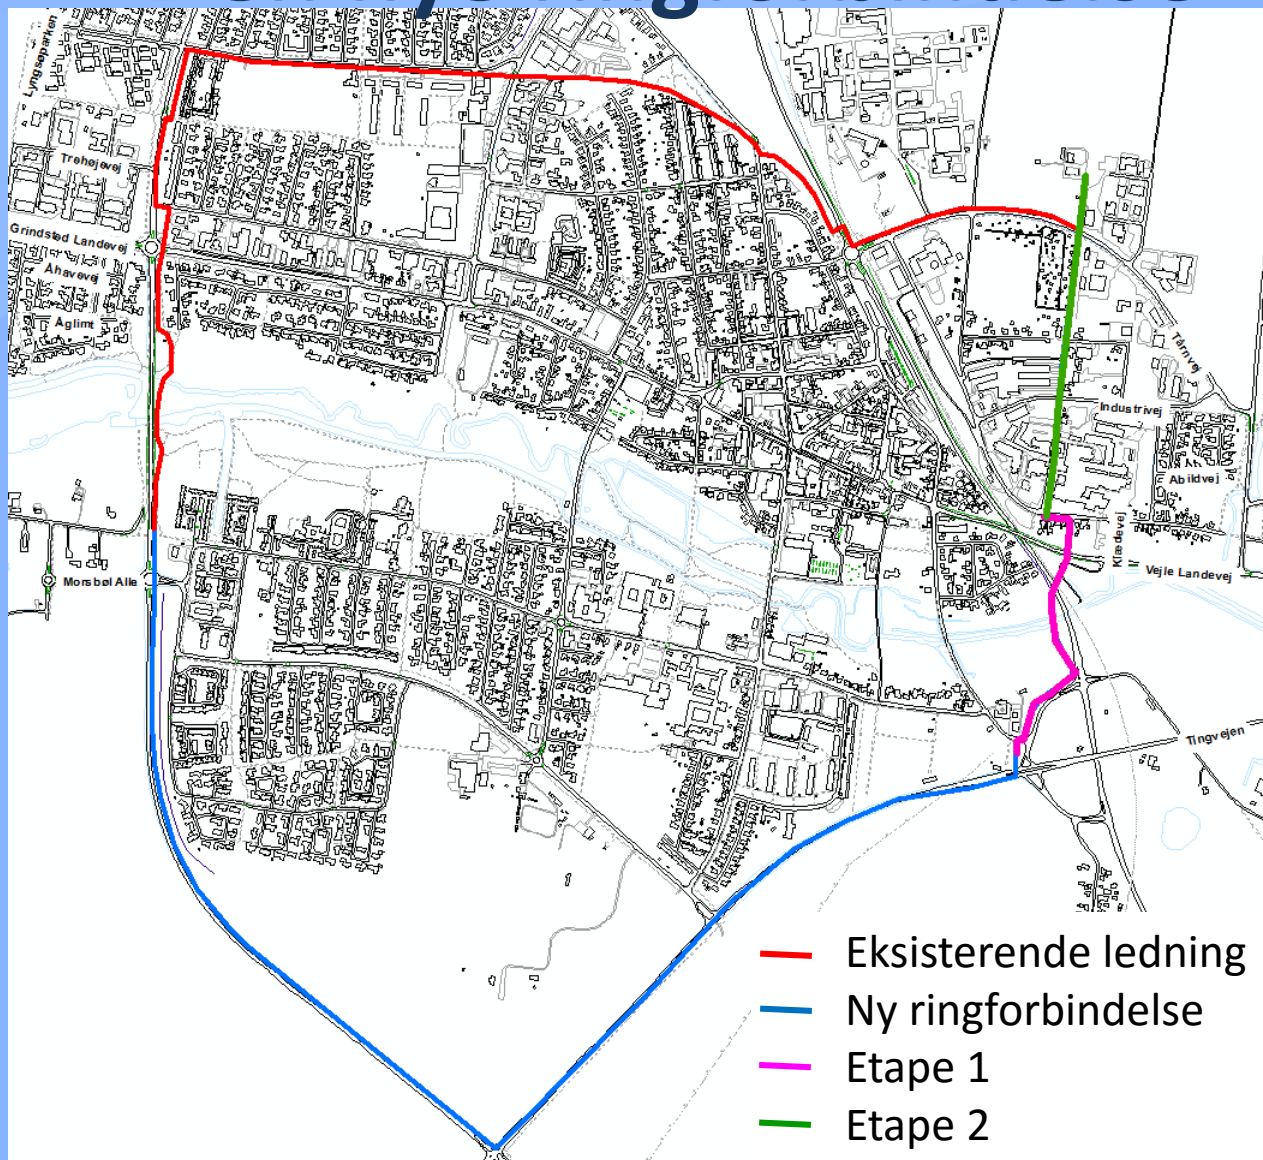 Lyngsøparken
Trehøjevej
Grindsted Landevej
Åhavevej
Åglimt
Morsbøl Alle
Tårnvej
Industrivej
Abildvej
Klædevej
Vejle Landevej
Tingvejen
Eksisterende ledning
Ny ringforbindelse
Etape 1
Etape 2